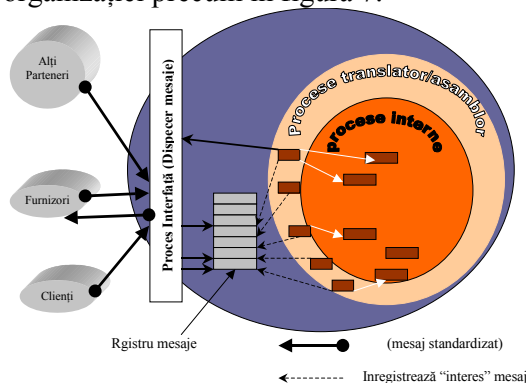 organizației precum în figura 7.
Alți
Parteneri
Furnizori
Clienți
Proces Interfață (Dispecer mesaje)
Procese translator/asamblor
procese interne
Rgistru mesaje
(mesaj standardizat)
Inregistrează “interes” mesaj